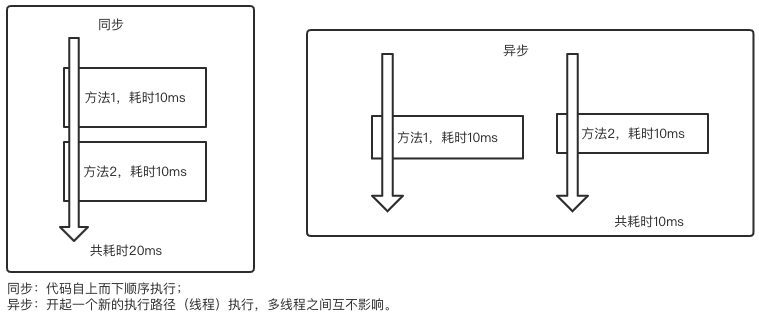 同步
方法1，耗时10ms
方法2，耗时10ms
共耗时20ms
异步
方法1，耗时10ms
方法2，耗时10ms
共耗时10ms
同步：代码自上而下顺序执行；
异步：开起一个新的执行路径（线程）执行，多线程之间互不影响。